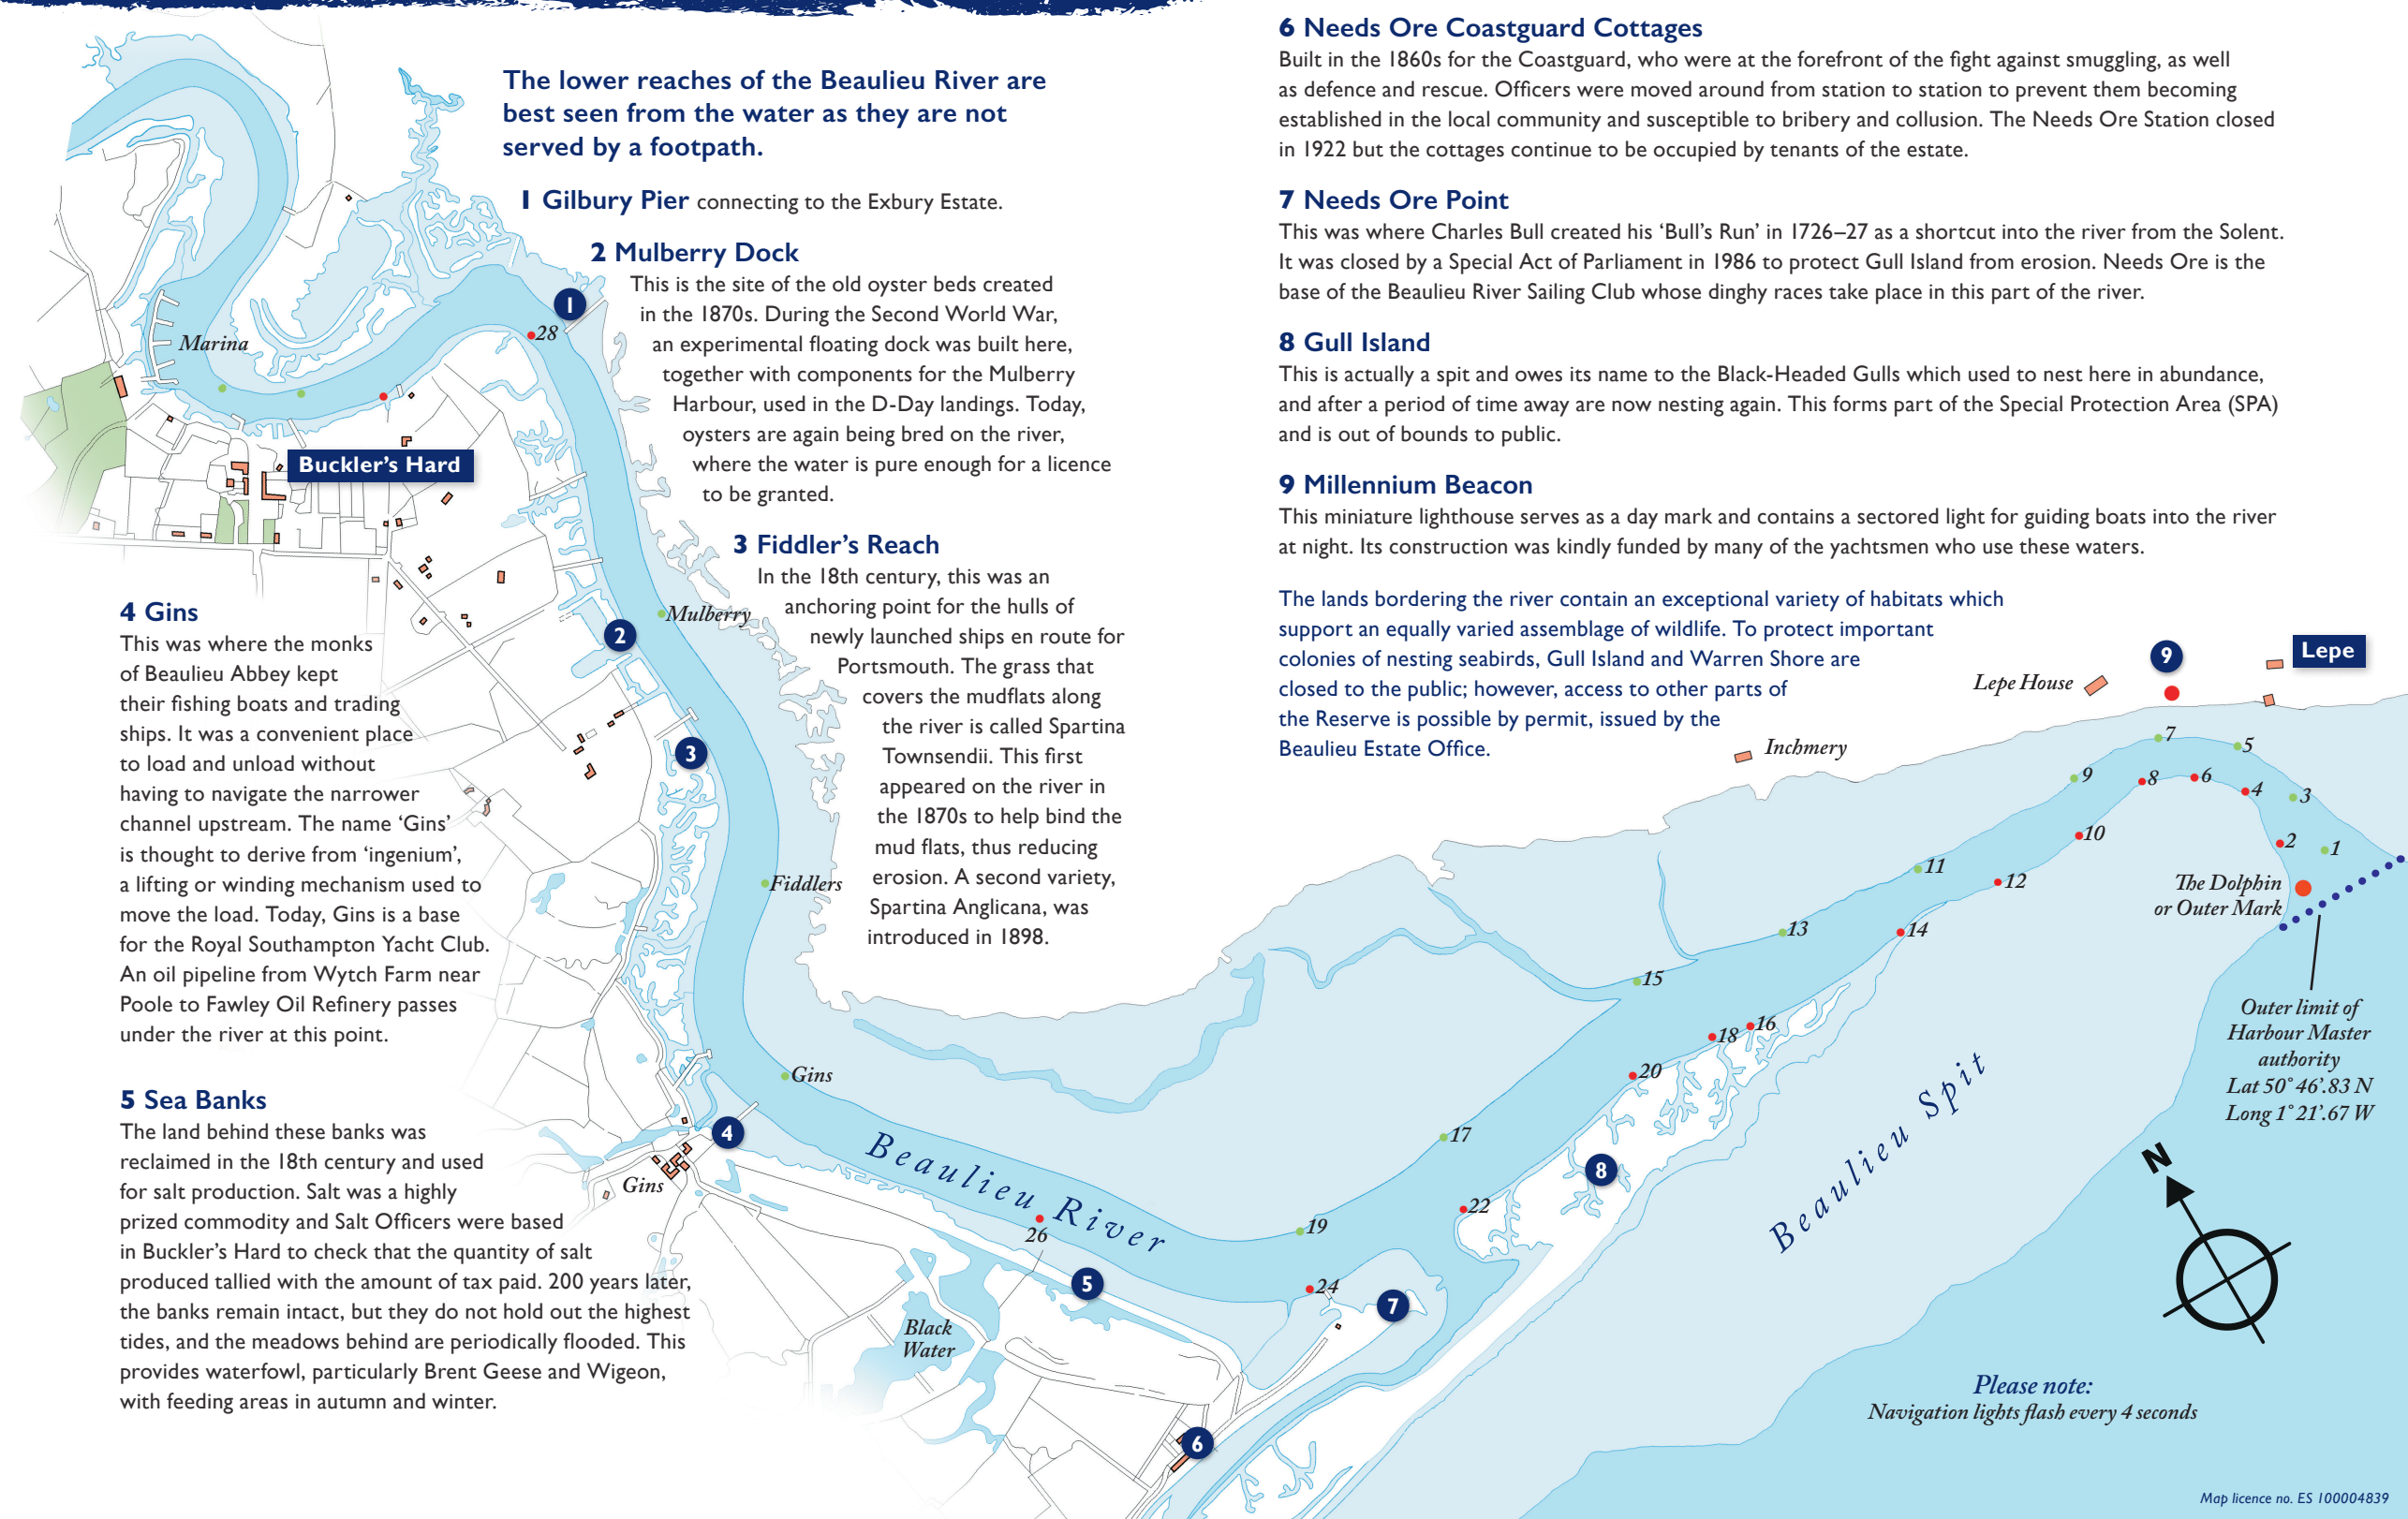 The lower reaches of the Beaulieu River are
best seen from the water as they are not
served by a footpath.
1 Gilbury Pier connecting to the Exbury Estate.
2 Mulberry Dock
This is the site of the old oyster beds created
in the 1870s. During the Second World War,
an experimental floating dock was built here,
together with components for the Mulberry
Harbour, used in the D-Day landings. Today,
oysters are again being bred on the river,
where the water is pure enough for a licence
to be granted.
3 Fiddler's Reach
In the 18th century, this was an
anchoring point for the hulls of
newly launched ships en route for
Portsmouth. The grass that
covers the mudflats along
the river is called Spartina
Townsendii. This first
appeared on the river in
the 1870s to help bind the
mud flats, thus reducing
erosion. A second variety,
Spartina Anglicana, was
introduced in 1898.
4 Gins
This was where the monks
of Beaulieu Abbey kept
their fishing boats and trading
ships. It was a convenient place
to load and unload without
having to navigate the narrower
channel upstream. The name ‘Gins’
is thought to derive from ‘ingenium’,
a lifting or winding mechanism used to
move the load. Today, Gins is a base
for the Royal Southampton Yacht Club.
An oil pipeline from Wytch Farm near
Poole to Fawley Oil Refinery passes
under the river at this point.
5 Sea Banks
The land behind these banks was
reclaimed in the 18th century and used
for salt production. Salt was a highly
prized commodity and Salt Officers were based
in Buckler's Hard to check that the quantity of salt
produced tallied with the amount of tax paid. 200 years later,
the banks remain intact, but they do not hold out the highest
tides, and the meadows behind are periodically flooded. This
provides waterfowl, particularly Brent Geese and Wigeon,
with feeding areas in autumn and winter.
6 Needs Ore Coastguard Cottages
Built in the 1860s for the Coastguard, who were at the forefront of the fight against smuggling, as well
as defence and rescue. Officers were moved around from station to station to prevent them becoming
established in the local community and susceptible to bribery and collusion. The Needs Ore Station closed
in 1922 but the cottages continue to be occupied by tenants of the estate.
7 Needs Ore Point
This was where Charles Bull created his ‘Bull's Run’ in 1726–27 as a shortcut into the river from the Solent.
It was closed by a Special Act of Parliament in 1986 to protect Gull Island from erosion. Needs Ore is the
base of the Beaulieu River Sailing Club whose dinghy races take place in this part of the river.
8 Gull Island
This is actually a spit and owes its name to the Black-Headed Gulls which used to nest here in abundance,
and after a period of time away are now nesting again. This forms part of the Special Protection Area (SPA)
and is out of bounds to public.
9 Millennium Beacon
This miniature lighthouse serves as a day mark and contains a sectored light for guiding boats into the river
at night. Its construction was kindly funded by many of the yachtsmen who use these waters.
The lands bordering the river contain an exceptional variety of habitats which
support an equally varied assemblage of wildlife. To protect important
colonies of nesting seabirds, Gull Island and Warren Shore are
closed to the public; however, access to other parts of
the Reserve is possible by permit, issued by the
Beaulieu Estate Office.
Marina
Buckler's Hard
1
28
2
Mulberry
3
Fiddlers
Gins
4
Gins
Beaulieu River
26
5
Black
Water
6
7
24
19
22
17
8
20
18
16
15
13
14
11
12
9
10
7
8
6
5
4
3
2
1
Inchmery
Lepe House
9
Lepe
The Dolphin
or Outer Mark
Outer limit of
Harbour Master
authority
Lat 50° 46'.83 N
Long 1° 21'.67 W
Beaulieu Spit
N
Please note:
Navigation lights flash every 4 seconds
Map licence no. ES 100004839